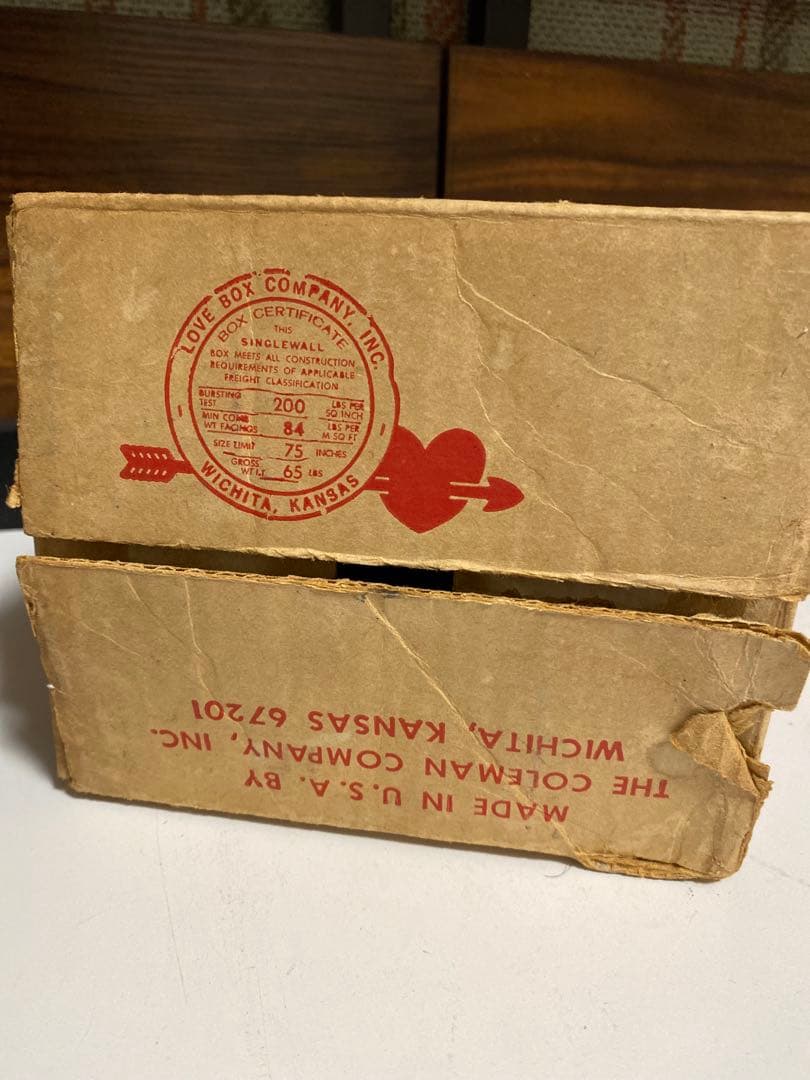 LOVE BOX COMPANY, INC.
BOX CERTIFICATE
THIS
SINGLEWALL
BOX MEETS ALL CONSTRUCTION
REQUIREMENTS OF APPLICABLE
FREIGHT CLASSIFICATION
BURSTING TEST 200 LBS PER SQ INCH
MIN COMB WT FACINGS 84 LBS PER M SQ FT
SIZE LIMIT 75 INCHES
GROSS WT LT 65 LBS
WICHITA, KANSAS
MADE IN U.S.A. BY
THE COLEMAN COMPANY, INC.
WICHITA, KANSAS 67201